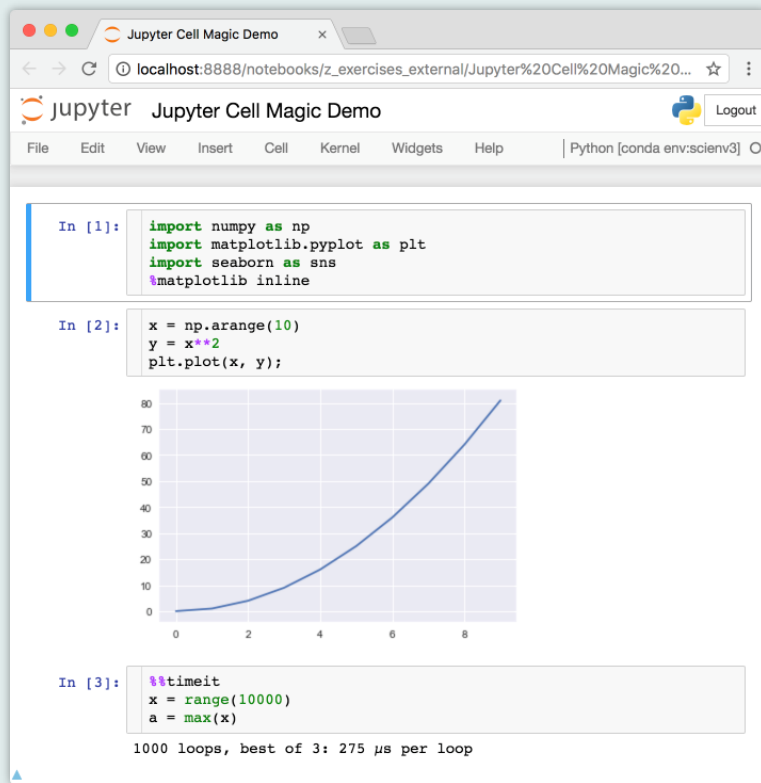 Jupyter Cell Magic Demo ×
localhost:8888/notebooks/z_exercises_external/Jupyter%20Cell%20Magic%20...
jupyter Jupyter Cell Magic Demo Logout
File Edit View Insert Cell Kernel Widgets Help Python [conda env:scienv3]
In [1]: import numpy as np
import matplotlib.pyplot as plt
import seaborn as sns
%matplotlib inline
In [2]: x = np.arange(10)
y = x**2
plt.plot(x, y);
80
70
60
50
40
30
20
10
0
0 2 4 6 8
In [3]: %%timeit
x = range(10000)
a = max(x)
1000 loops, best of 3: 275 µs per loop